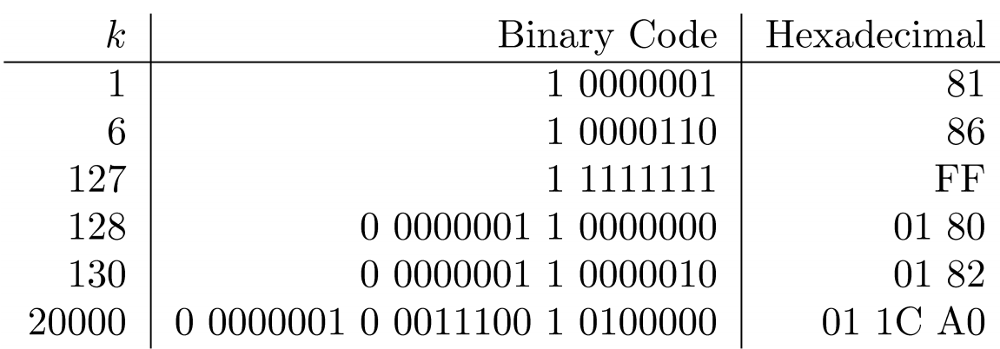 k Binary Code Hexadecimal
1 1 0000001 81
6 1 0000110 86
127 1 1111111 FF
128 0 0000001 1 0000000 01 80
130 0 0000001 1 0000010 01 82
20000 0 0000001 0 0011100 1 0100000 01 1C A0